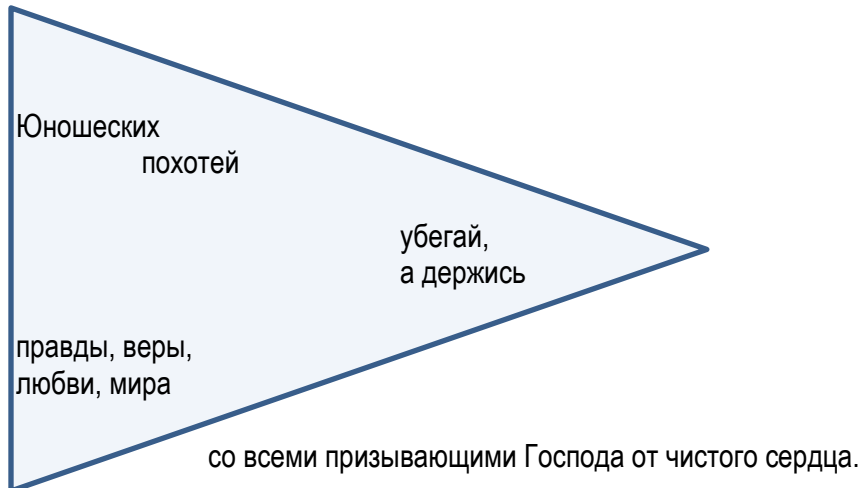 Юношеских
похотей
убегай,
а держись
правды, веры,
любви, мира
со всеми призывающими Господа от чистого сердца.